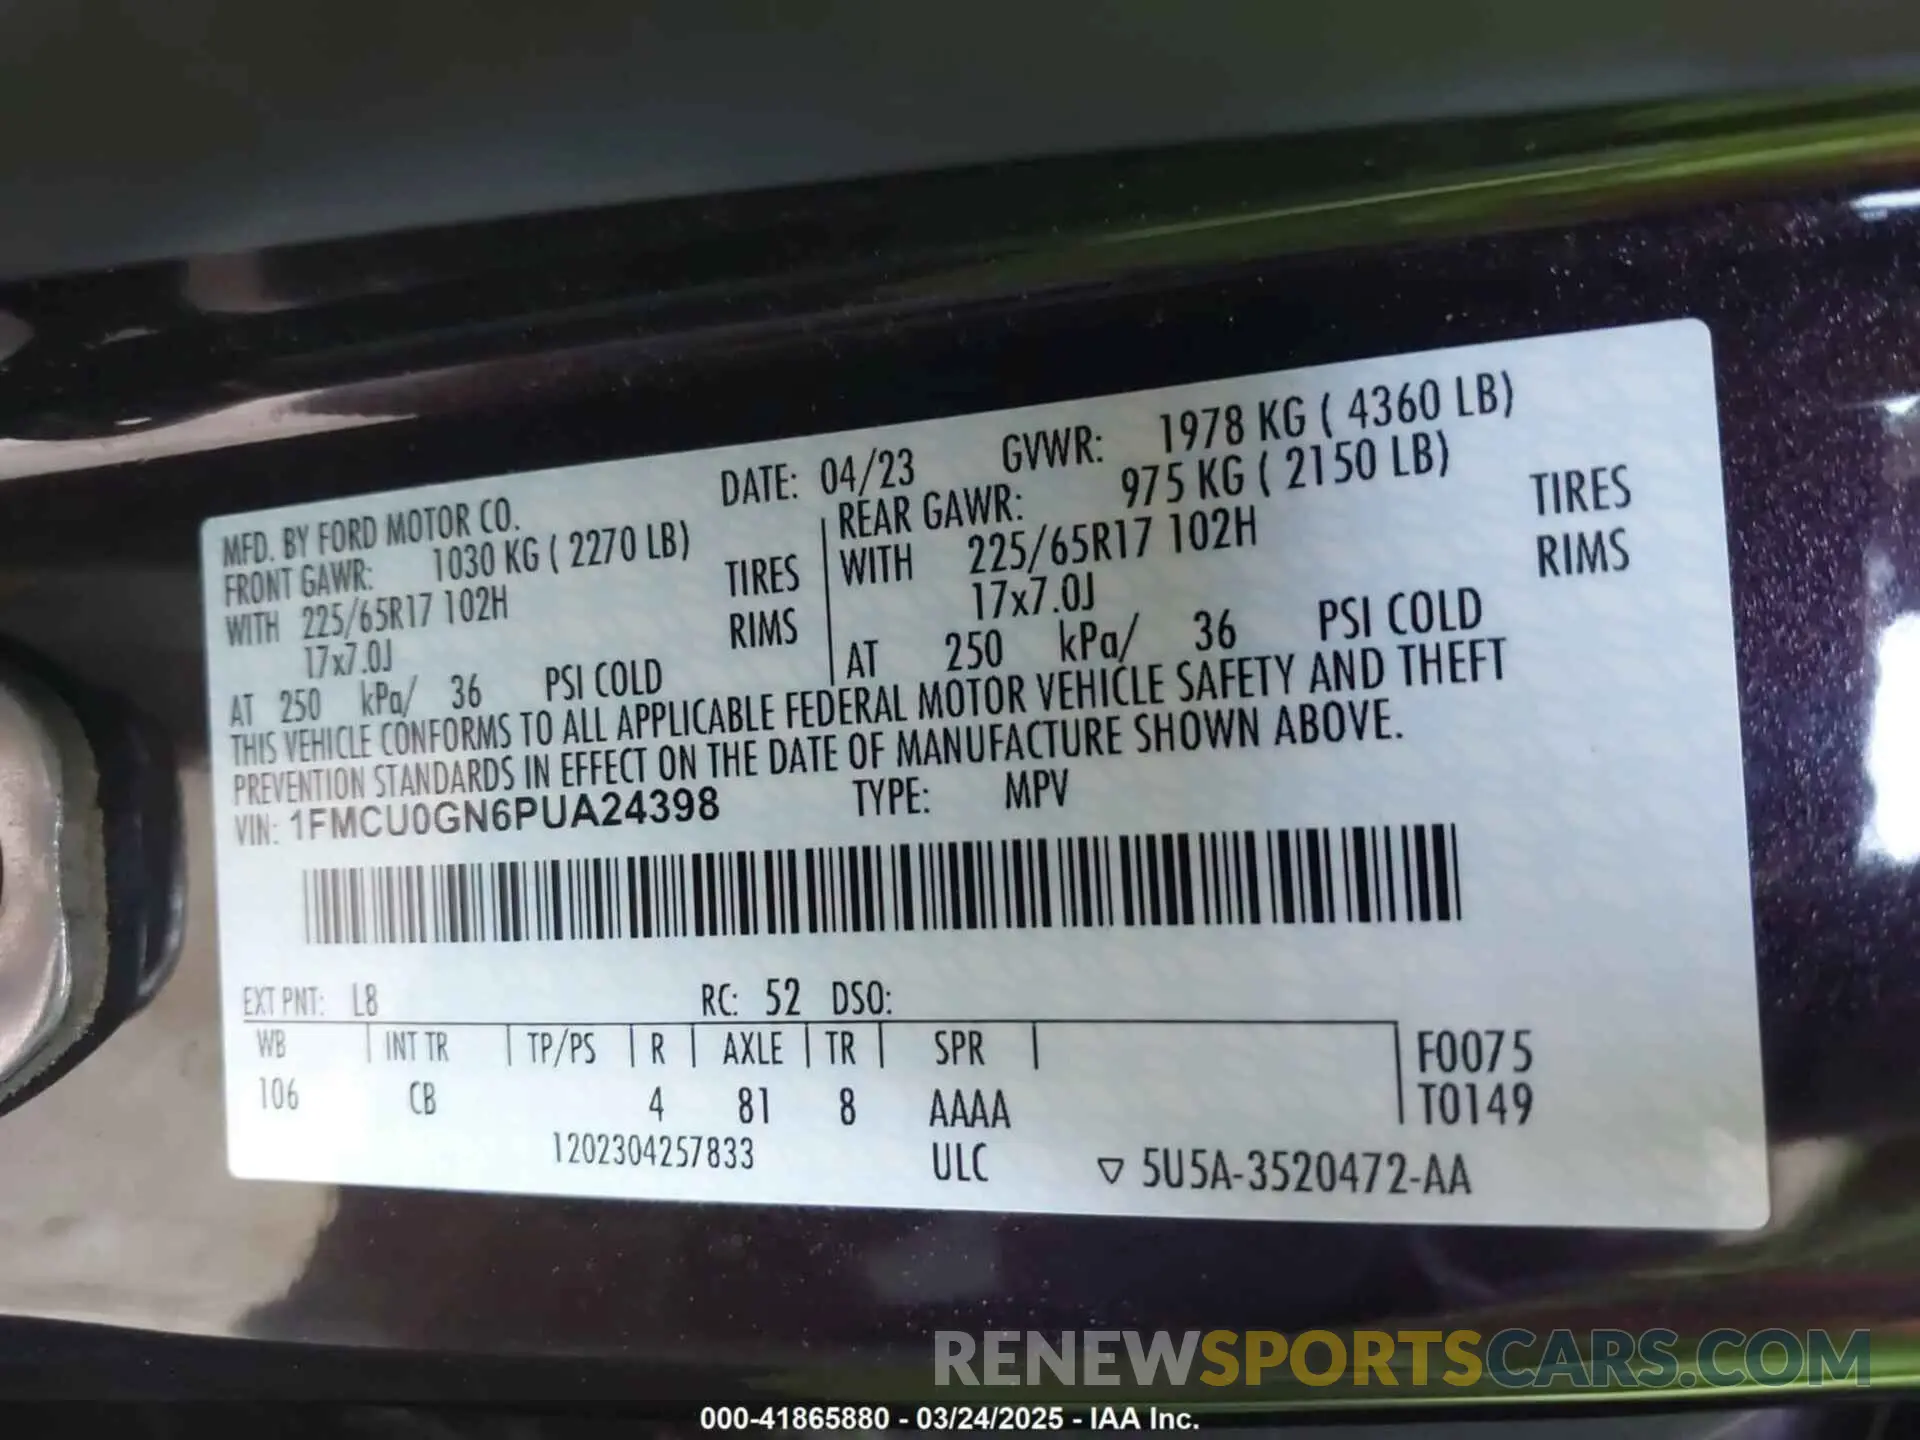 MFD. BY FORD MOTOR CO. DATE: 04/23 GVWR: 1978 KG ( 4360 LB)
FRONT GAWR: 1030 KG ( 2270 LB) REAR GAWR: 975 KG ( 2150 LB)
WITH 225/65R17 102H TIRES WITH 225/65R17 102H TIRES
17x7.0J RIMS 17x7.0J RIMS
AT 250 kPa/ 36 PSI COLD AT 250 kPa/ 36 PSI COLD
THIS VEHICLE CONFORMS TO ALL APPLICABLE FEDERAL MOTOR VEHICLE SAFETY AND THEFT
PREVENTION STANDARDS IN EFFECT ON THE DATE OF MANUFACTURE SHOWN ABOVE.
VIN: 1FMCU0GN6PUA24398 TYPE: MPV
EXT PNT: L8 RC: 52 DSO:
WB INT TR TP/PS R AXLE TR SPR F0075
106 CB 4 81 8 AAAA T0149
1202304257833 ULC ▽ 5U5A-3520472-AA
RENEWSPORTSCARS.COM
000-41865880 - 03/24/2025 - IAA Inc.